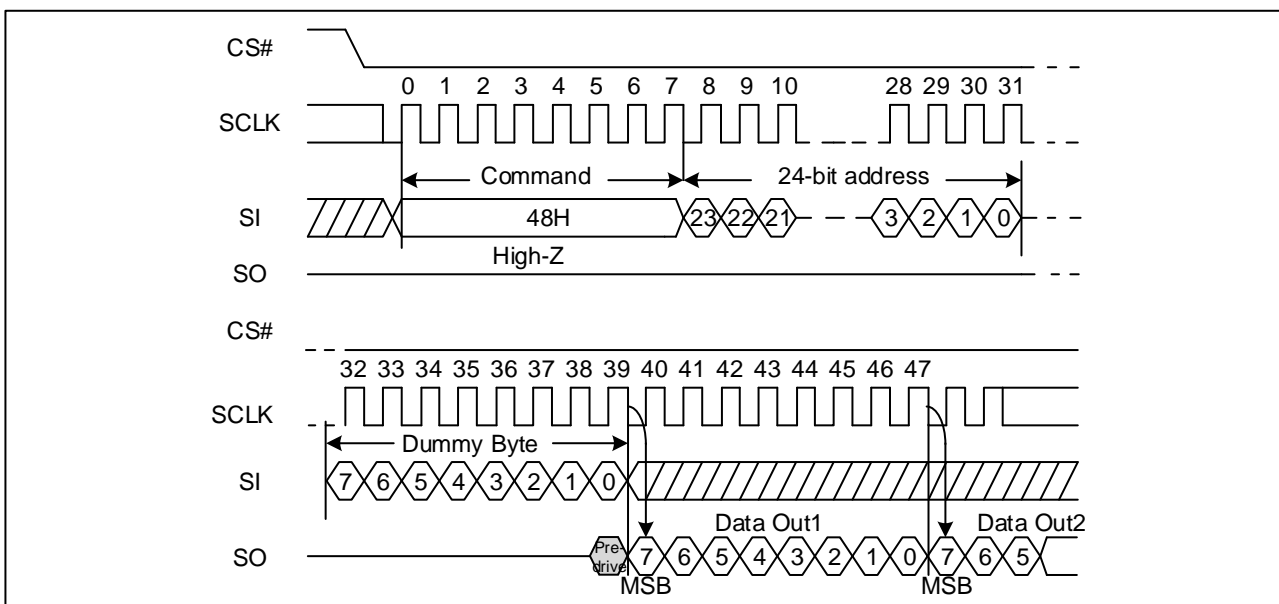 CS#
0 1 2 3 4 5 6 7 8 9 10 28 29 30 31
SCLK
Command 24-bit address
SI 48H 23 22 21 3 2 1 0
High-Z
SO
CS#
32 33 34 35 36 37 38 39 40 41 42 43 44 45 46 47
SCLK
Dummy Byte
SI 7 6 5 4 3 2 1 0
Data Out1 Data Out2
SO Pre-drive 7 6 5 4 3 2 1 0 7 6 5
MSB MSB